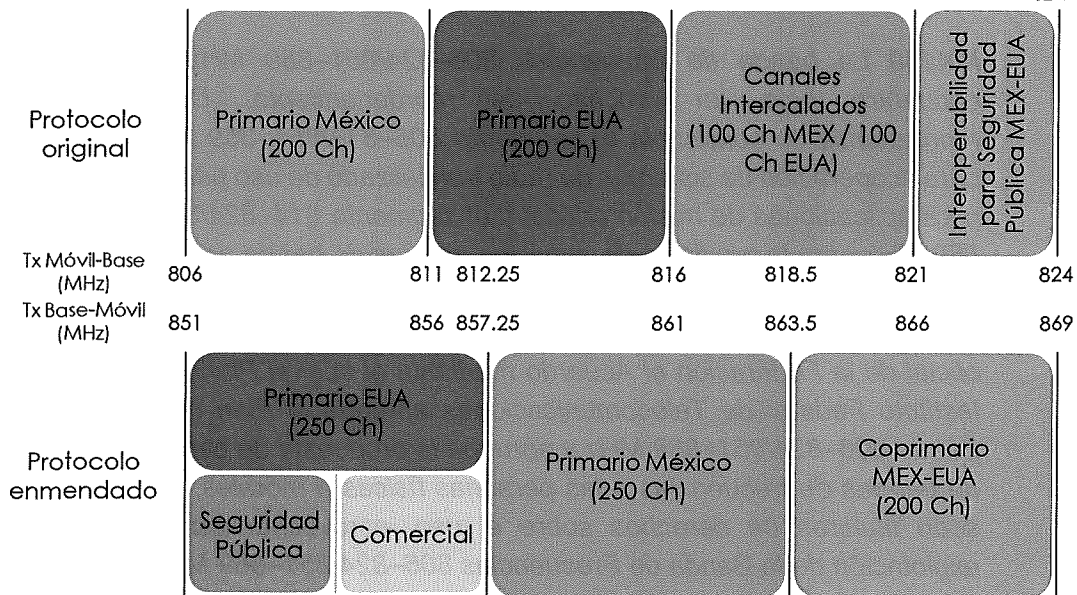 Protocolo
original
Primario México
(200 Ch)
Primario EUA
(200 Ch)
Canales
Intercalados
(100 Ch MEX / 100
Ch EUA)
Interoperabilidad
para Seguridad
Pública MEX-EUA
Tx Móvil-Base
(MHz)
806 811 812.25 816 818.5 821 824
Tx Base-Móvil
(MHz)
851 856 857.25 861 863.5 866 869
Protocolo
enmendado
Primario EUA
(250 Ch)
Seguridad
Pública
Comercial
Primario México
(250 Ch)
Coprimario
MEX-EUA
(200 Ch)